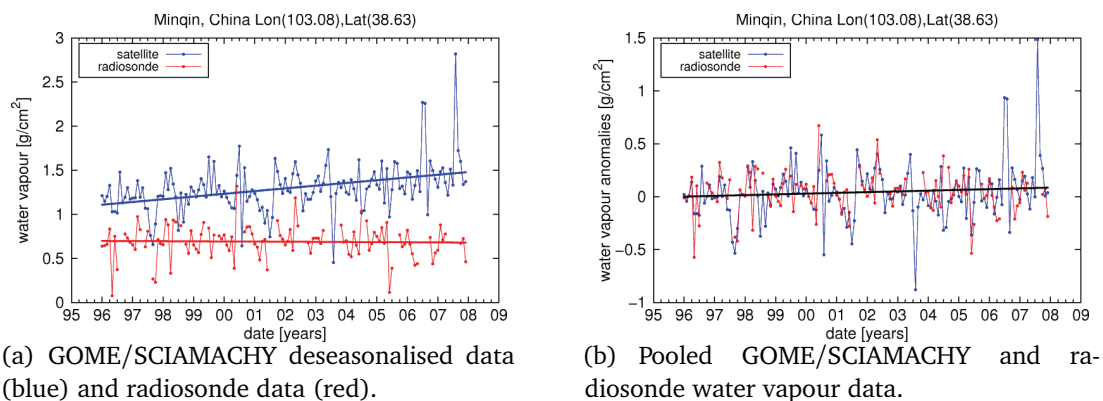 Minqin, China Lon(103.08),Lat(38.63)
satellite
radiosonde
water vapour [g/cm²]
3
2.5
2
1.5
1
0.5
0
95 96 97 98 99 00 01 02 03 04 05 06 07 08 09
date [years]
(a) GOME/SCIAMACHY deseasonalised data
(blue) and radiosonde data (red).
Minqin, China Lon(103.08),Lat(38.63)
satellite
radiosonde
water vapour anomalies [g/cm²]
1.5
1
0.5
0
−0.5
−1
95 96 97 98 99 00 01 02 03 04 05 06 07 08 09
date [years]
(b) Pooled GOME/SCIAMACHY and ra-
diosonde water vapour data.